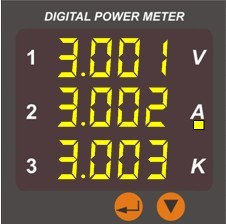 DIGITAL POWER METER
1 3.001 V
2 3.002 A
3 3.003 K